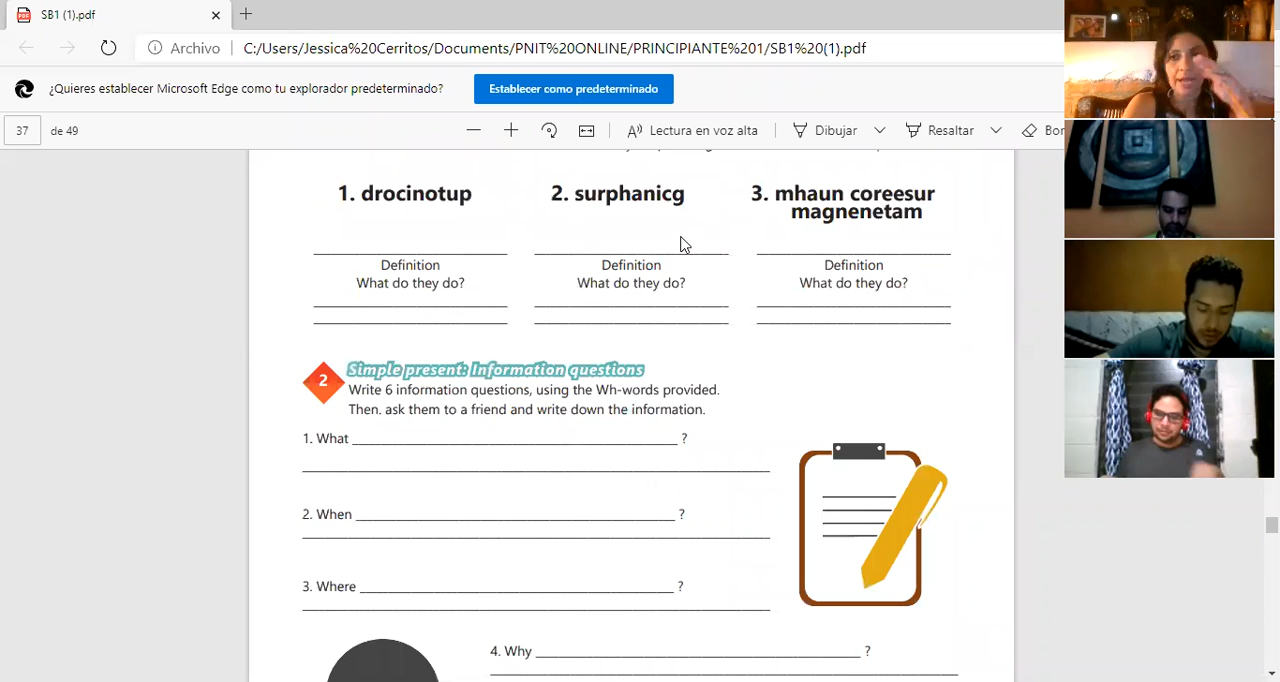 SB1 (1).pdf
Archivo
C:/Users/Jessica%20Cerritos/Documents/PNIT%20ONLINE/PRINCIPIANTE%201/SB1%20(1).pdf
¿Quieres establecer Microsoft Edge como tu explorador predeterminado?
Establecer como predeterminado
37 de 49
Lectura en voz alta
Dibujar
Resaltar
1. drocinotup
2. surphanicg
3. mhaun coreesur
magnenetam
Definition
What do they do?
Definition
What do they do?
Definition
What do they do?
2
Simple present: Information questions
Write 6 information questions, using the Wh-words provided.
Then. ask them to a friend and write down the information.
1. What ?
2. When ?
3. Where ?
4. Why ?